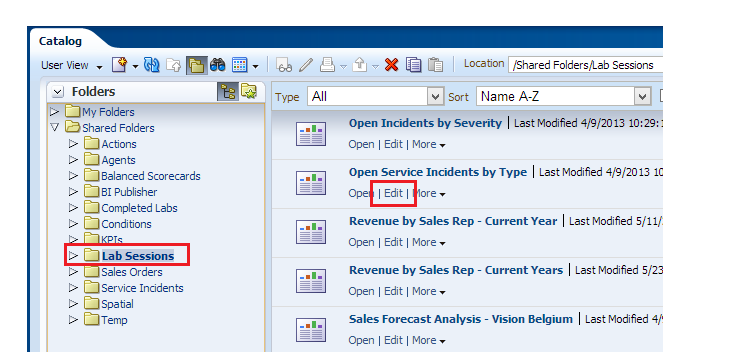 Catalog
User View
Location /Shared Folders/Lab Sessions
Folders
My Folders
Shared Folders
Actions
Agents
Balanced Scorecards
BI Publisher
Completed Labs
Conditions
KPIs
Lab Sessions
Sales Orders
Service Incidents
Spatial
Temp
Type All Sort Name A-Z
Open Incidents by Severity | Last Modified 4/9/2013 10:29:
Open | Edit | More
Open Service Incidents by Type | Last Modified 4/9/2013 10
Open | Edit | More
Revenue by Sales Rep - Current Year | Last Modified 5/11/
Open | Edit | More
Revenue by Sales Rep - Current Years | Last Modified 5/23
Open | Edit | More
Sales Forecast Analysis - Vision Belgium | Last Modified 4/
Open | Edit | More